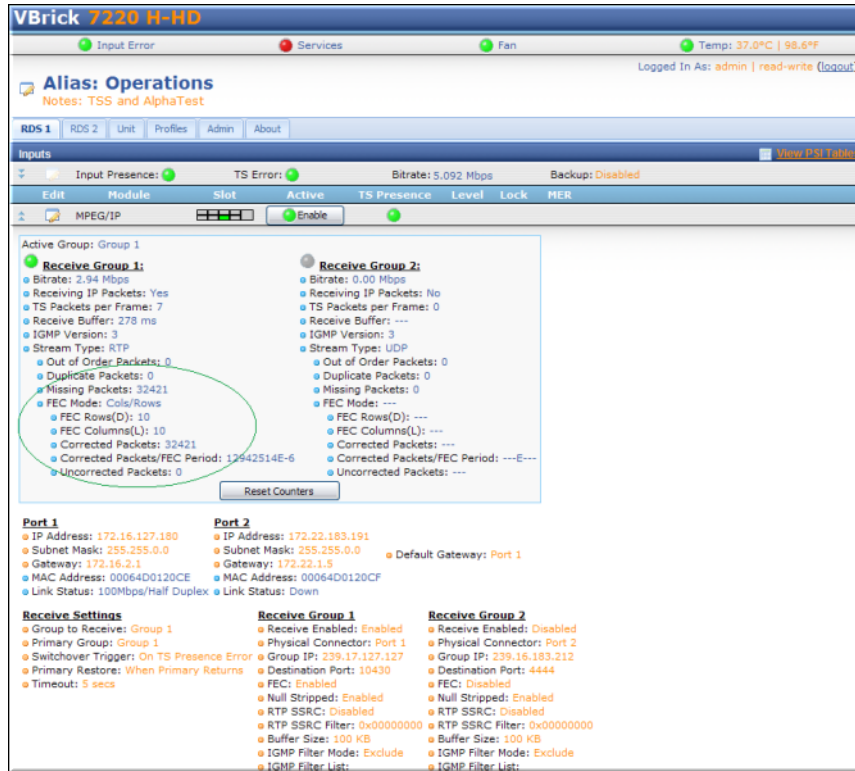 VBrick 7220 H-HD
Input Error Services Fan Temp: 37.0°C | 98.6°F
Logged In As: admin | read-write (logout)
Alias: Operations
Notes: TSS and AlphaTest
RDS 1 RDS 2 Unit Profiles Admin About
Inputs View PSI Table
Input Presence: TS Error: Bitrate: 5.092 Mbps Backup: Disabled
Edit Module Slot Active TS Presence Level Lock MER
MPEG/IP Enable
Active Group: Group 1
Receive Group 1:
Bitrate: 2.94 Mbps
Receiving IP Packets: Yes
TS Packets per Frame: 7
Receive Buffer: 278 ms
IGMP Version: 3
Stream Type: RTP
Out of Order Packets: 0
Duplicate Packets: 0
Missing Packets: 32421
FEC Mode: Cols/Rows
FEC Rows(D): 10
FEC Columns(L): 10
Corrected Packets: 32421
Corrected Packets/FEC Period: 12942514E-6
Uncorrected Packets: 0
Receive Group 2:
Bitrate: 0.00 Mbps
Receiving IP Packets: No
TS Packets per Frame: 0
Receive Buffer: ---
IGMP Version: 3
Stream Type: UDP
Out of Order Packets: 0
Duplicate Packets: 0
Missing Packets: 0
FEC Mode: ---
FEC Rows(D): ---
FEC Columns(L): ---
Corrected Packets: ---
Corrected Packets/FEC Period: ---E---
Uncorrected Packets: ---
Reset Counters
Port 1
IP Address: 172.16.127.180
Subnet Mask: 255.255.0.0
Gateway: 172.16.2.1
MAC Address: 00064D0120CE
Link Status: 100Mbps/Half Duplex
Port 2
IP Address: 172.22.183.191
Subnet Mask: 255.255.0.0
Gateway: 172.22.1.5
MAC Address: 00064D0120CF
Link Status: Down
Default Gateway: Port 1
Receive Settings
Group to Receive: Group 1
Primary Group: Group 1
Switchover Trigger: On TS Presence Error
Primary Restore: When Primary Returns
Timeout: 5 secs
Receive Group 1
Receive Enabled: Enabled
Physical Connector: Port 1
Group IP: 239.17.127.127
Destination Port: 10430
FEC: Enabled
Null Stripped: Enabled
RTP SSRC: Disabled
RTP SSRC Filter: 0x00000000
Buffer Size: 100 KB
IGMP Filter Mode: Exclude
IGMP Filter List:
Receive Group 2
Receive Enabled: Disabled
Physical Connector: Port 2
Group IP: 239.16.183.212
Destination Port: 4444
FEC: Disabled
Null Stripped: Enabled
RTP SSRC: Disabled
RTP SSRC Filter: 0x00000000
Buffer Size: 100 KB
IGMP Filter Mode: Exclude
IGMP Filter List: